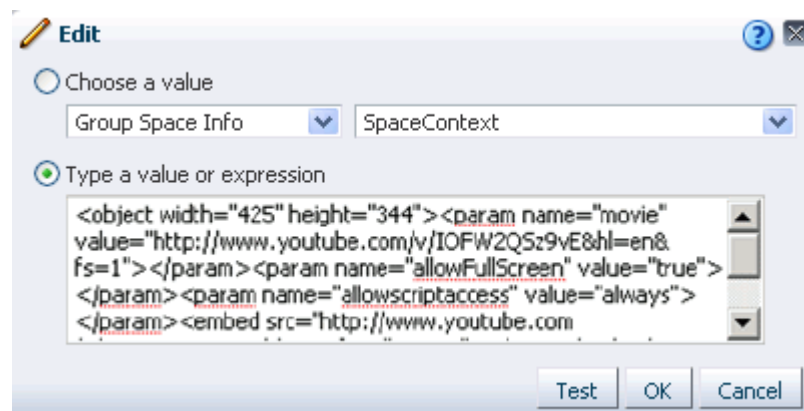 Edit
Choose a value
Group Space Info SpaceContext
Type a value or expression
<object width="425" height="344"><param name="movie"
value="http://www.youtube.com/v/IOFW2QSz9vE&hl=en&
fs=1"></param><param name="allowFullScreen" value="true">
</param><param name="allowscriptaccess" value="always">
</param><embed src="http://www.youtube.com
Test OK Cancel